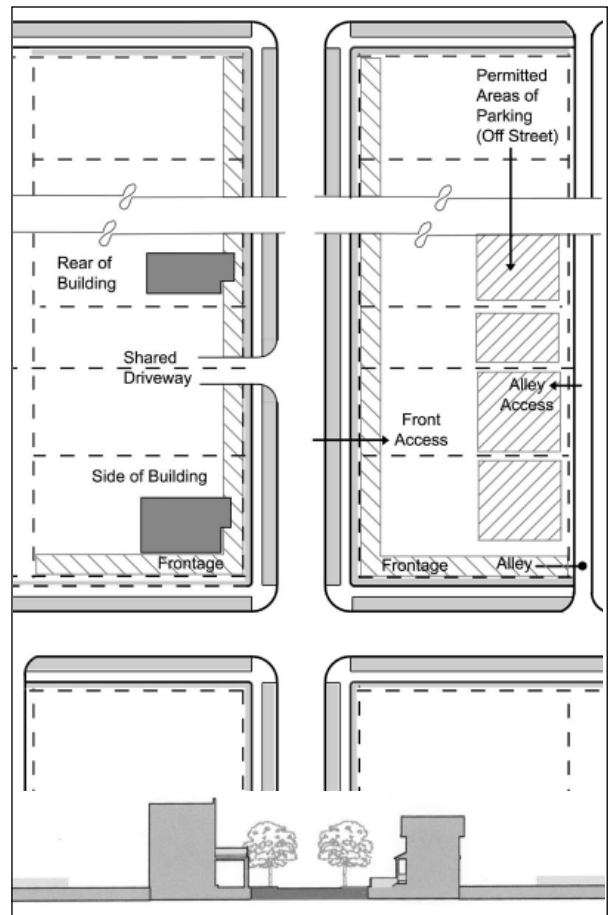 Permitted
Areas of
Parking
(Off Street)
Rear of
Building
Shared
Driveway
Alley
Access
Front
Access
Side of Building
Frontage
Frontage
Alley